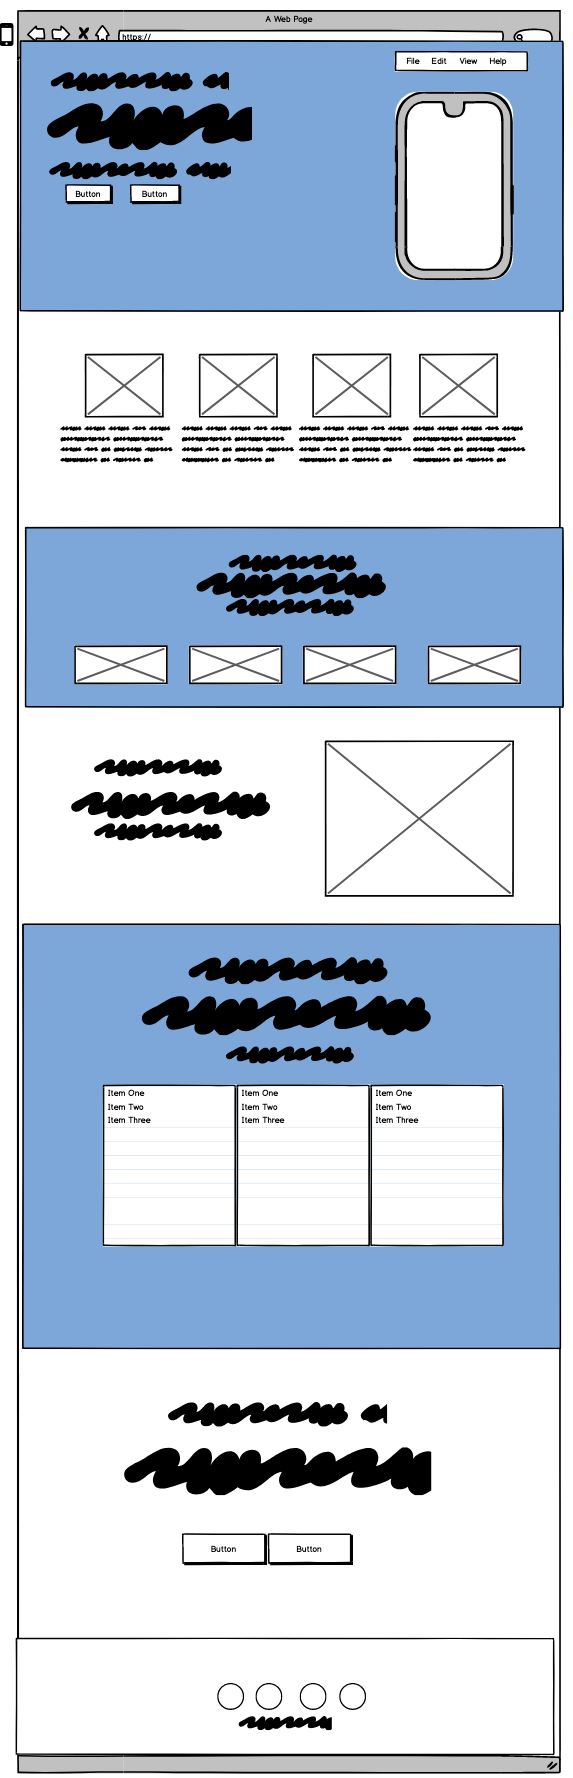 A Web Page
https://
File Edit View Help
Button Button
Item One Item One Item One
Item Two Item Two Item Two
Item Three Item Three Item Three
Button Button